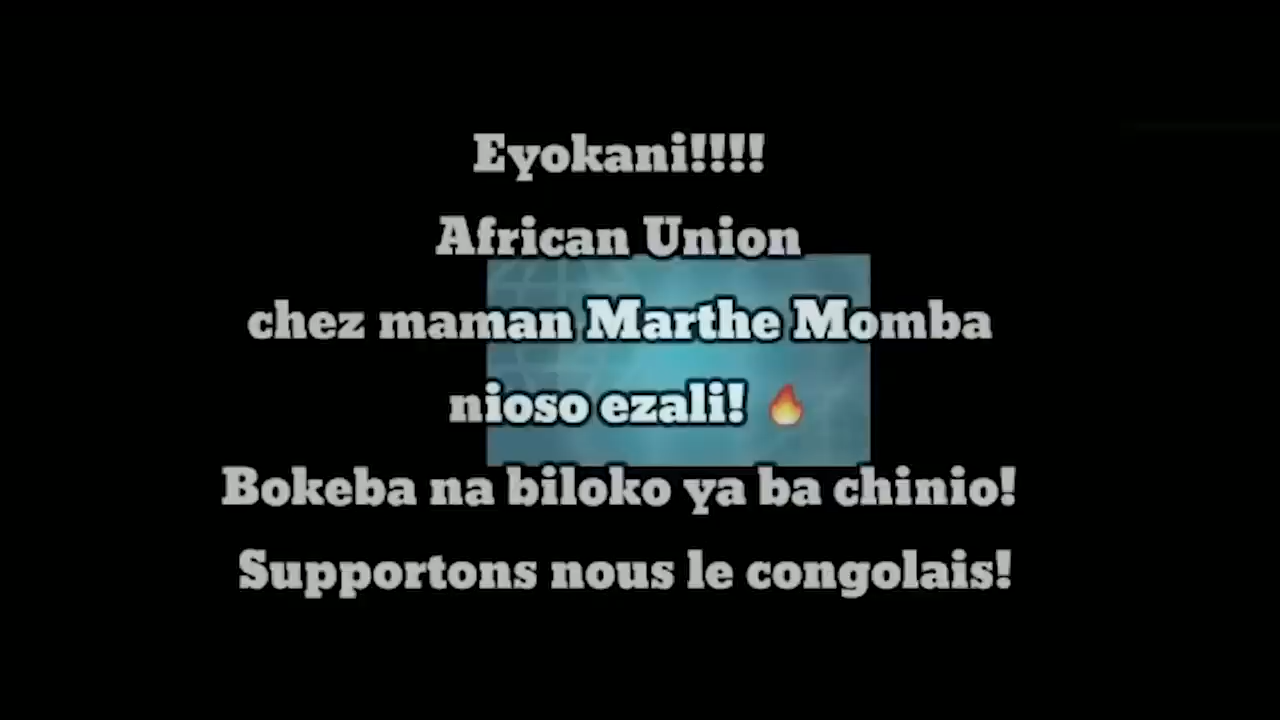 Eyokani!!!!
African Union
chez maman Marthe Momba
nioso ezali! 🔥
Bokeba na biloko ya ba chinio!
Supportons nous le congolais!